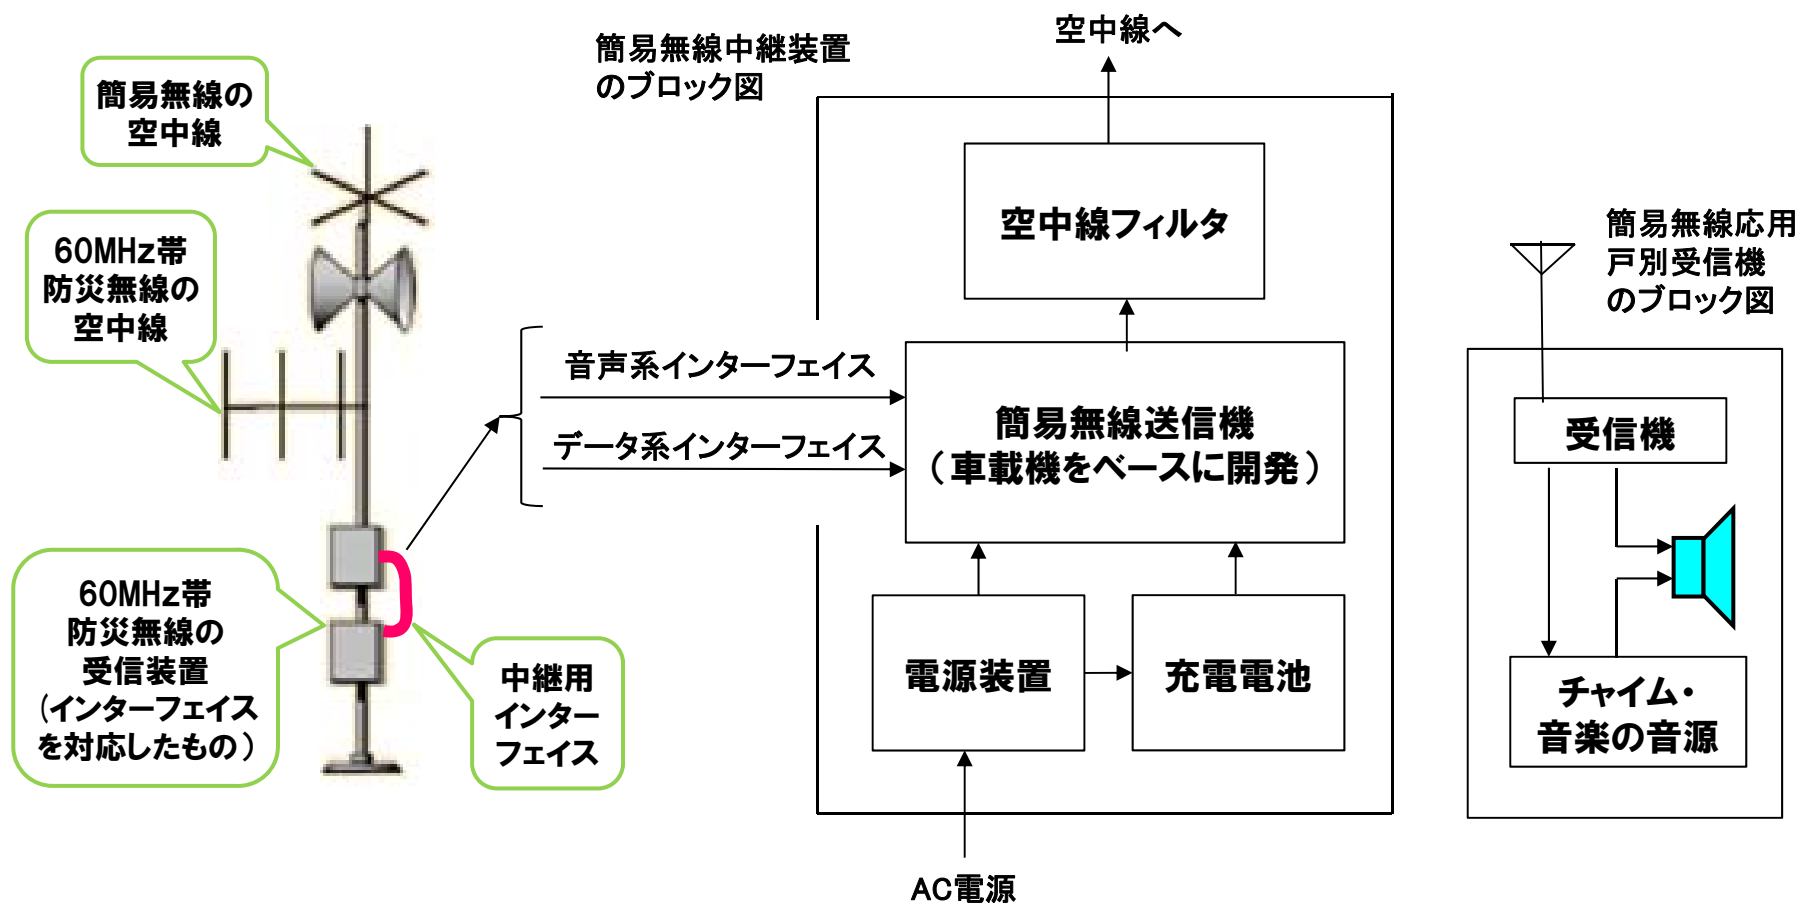 簡易無線の
空中線
60MHz帯
防災無線の
空中線
60MHz帯
防災無線の
受信装置
（インターフェイス
を対応したもの）
中継用
インター
フェイス
簡易無線中継装置
のブロック図
空中線へ
空中線フィルタ
音声系インターフェイス
データ系インターフェイス
簡易無線送信機
（車載機をベースに開発）
電源装置
充電電池
AC電源
簡易無線応用
戸別受信機
のブロック図
受信機
チャイム・
音楽の音源